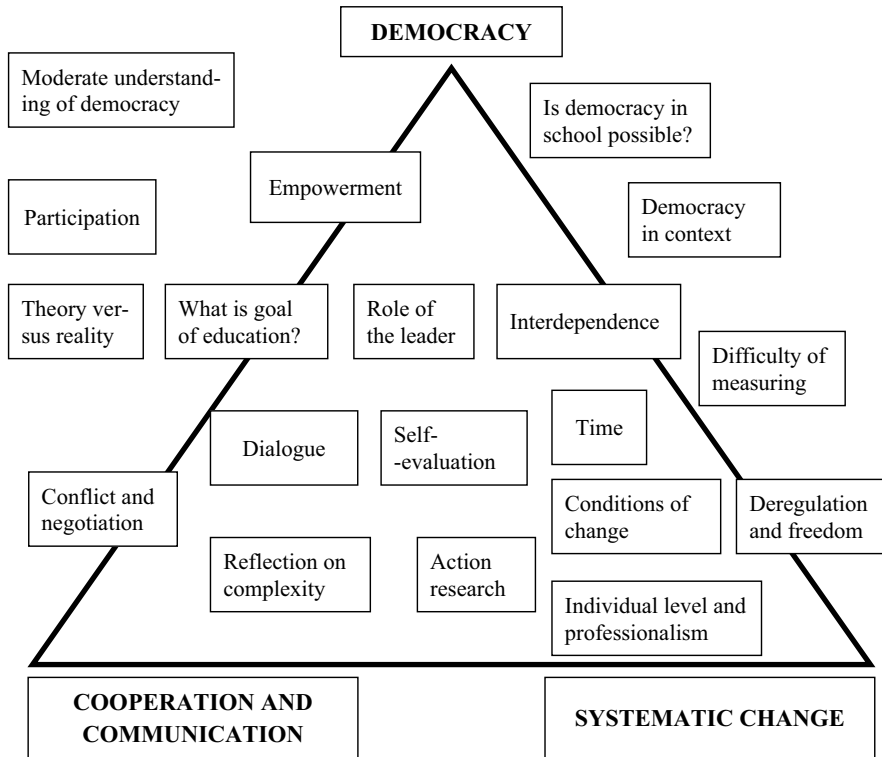 DEMOCRACY
Moderate understand-
ing of democracy
Is democracy in
school possible?
Empowerment
Participation
Democracy
in context
Theory ver-
sus reality
What is goal
of education?
Role of
the leader
Interdependence
Difficulty of
measuring
Dialogue
Self-
-evaluation
Time
Conflict and
negotiation
Conditions of
change
Deregulation
and freedom
Reflection on
complexity
Action
research
Individual level and
professionalism
COOPERATION AND
COMMUNICATION
SYSTEMATIC CHANGE